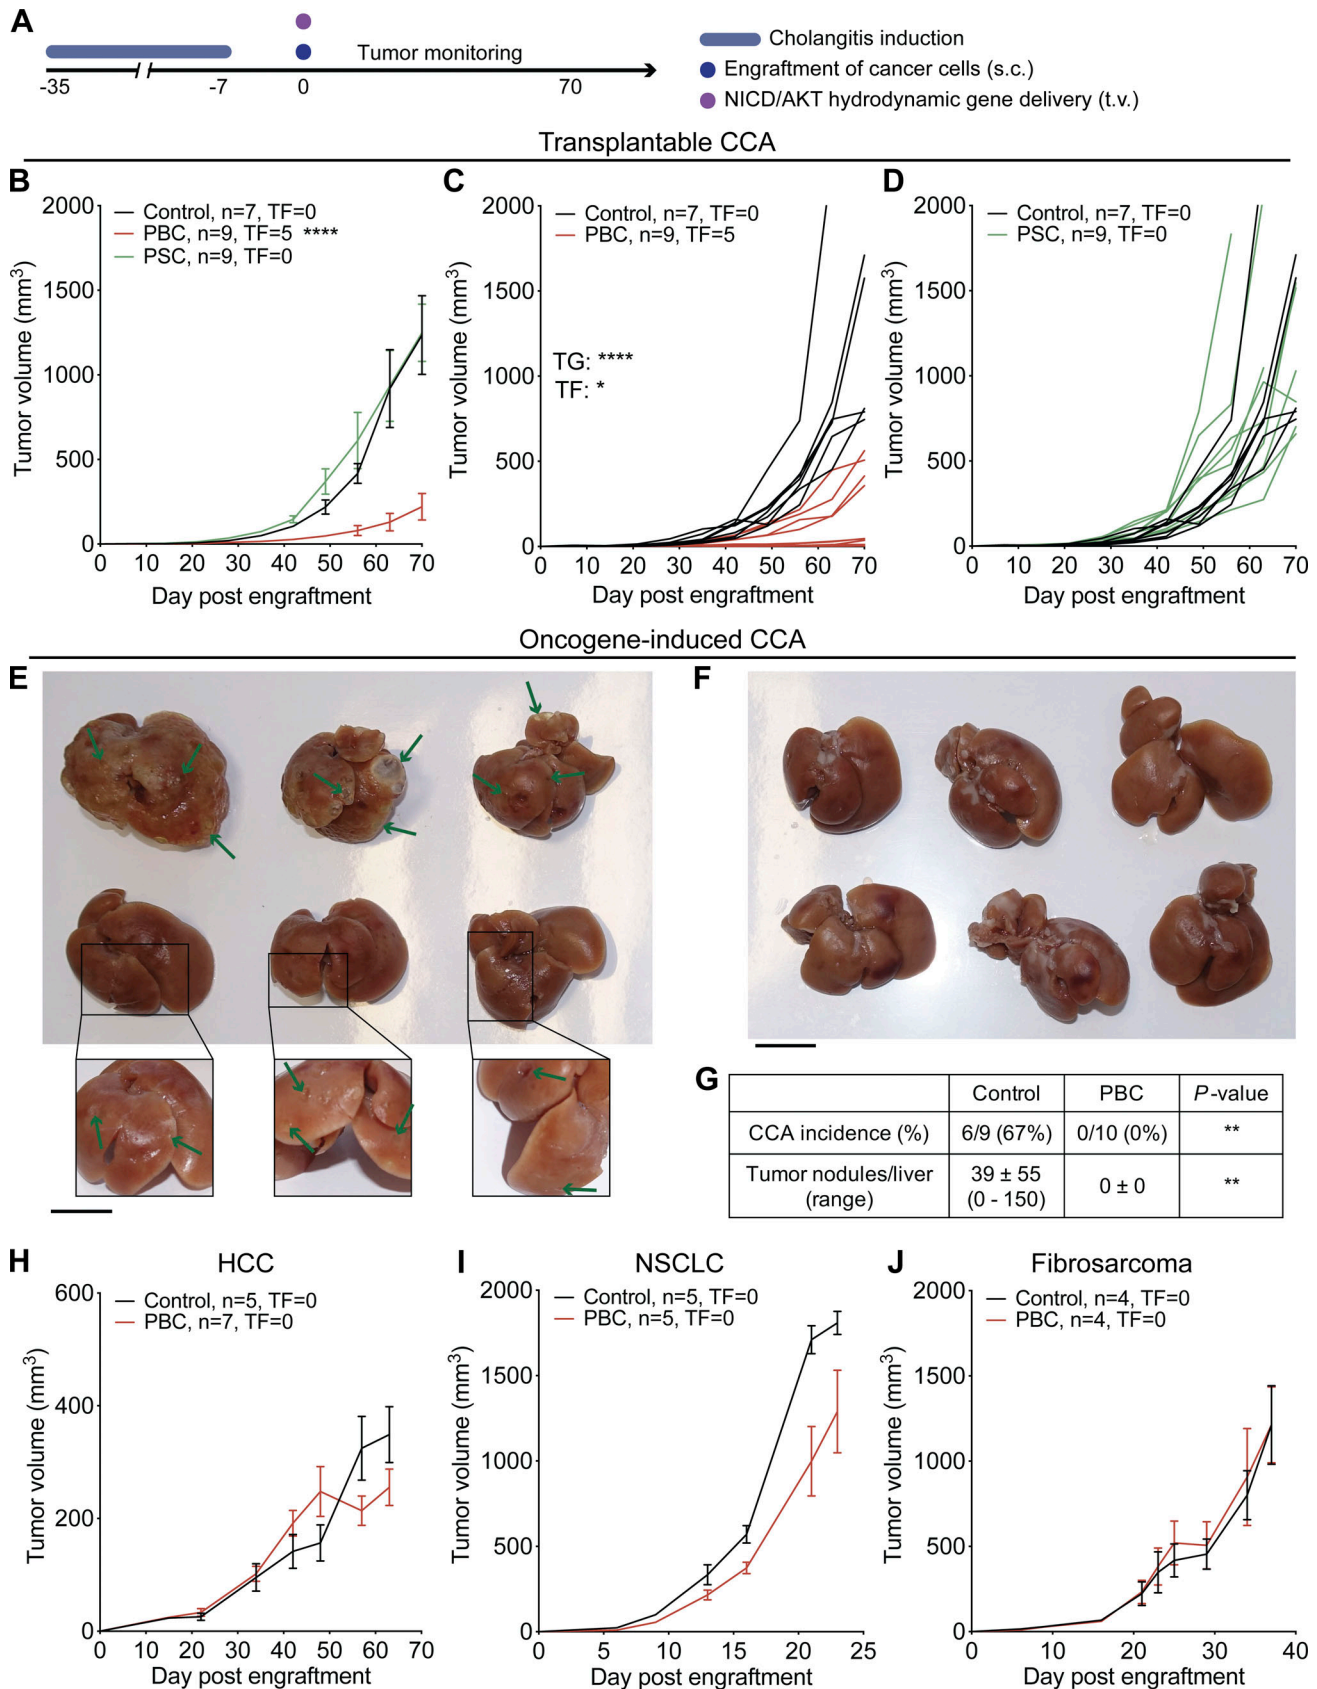 A
Tumor monitoring
-35
-7
0
70
Cholangitis induction
Engraftment of cancer cells (s.c.)
NICD/AKT hydrodynamic gene delivery (t.v.)
Transplantable CCA
B
Control, n=7, TF=0
PBC, n=9, TF=5 ****
PSC, n=9, TF=0
Tumor volume (mm³)
2000
1500
1000
500
0
0 10 20 30 40 50 60 70
Day post engraftment
C
Control, n=7, TF=0
PBC, n=9, TF=5
TG: ****
TF: *
Tumor volume (mm³)
2000
1500
1000
500
0
0 10 20 30 40 50 60 70
Day post engraftment
D
Control, n=7, TF=0
PSC, n=9, TF=0
Tumor volume (mm³)
2000
1500
1000
500
0
0 10 20 30 40 50 60 70
Day post engraftment
Oncogene-induced CCA
E
F
G
Control PBC P-value
CCA incidence (%) 6/9 (67%) 0/10 (0%) **
Tumor nodules/liver (range) 39 ± 55 (0 - 150) 0 ± 0 **
H
HCC
Control, n=5, TF=0
PBC, n=7, TF=0
Tumor volume (mm³)
600
400
200
0
0 10 20 30 40 50 60 70
Day post engraftment
I
NSCLC
Control, n=5, TF=0
PBC, n=5, TF=0
Tumor volume (mm³)
2000
1500
1000
500
0
0 5 10 15 20 25
Day post engraftment
J
Fibrosarcoma
Control, n=4, TF=0
PBC, n=4, TF=0
Tumor volume (mm³)
2000
1500
1000
500
0
0 10 20 30 40
Day post engraftment